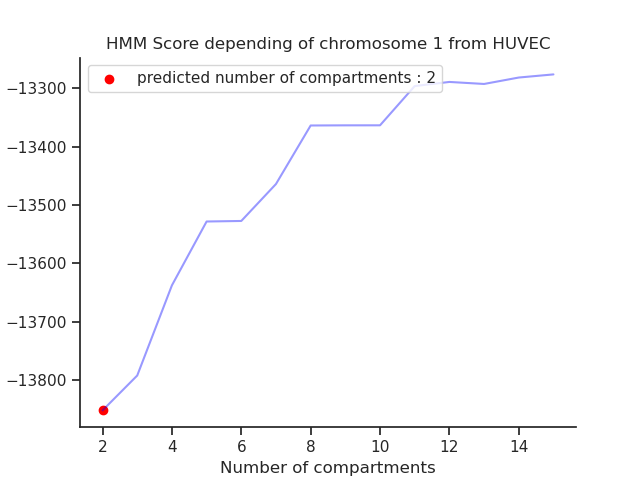 HMM Score depending of chromosome 1 from HUVEC
predicted number of compartments : 2
−13300
−13400
−13500
−13600
−13700
−13800
2 4 6 8 10 12 14
Number of compartments